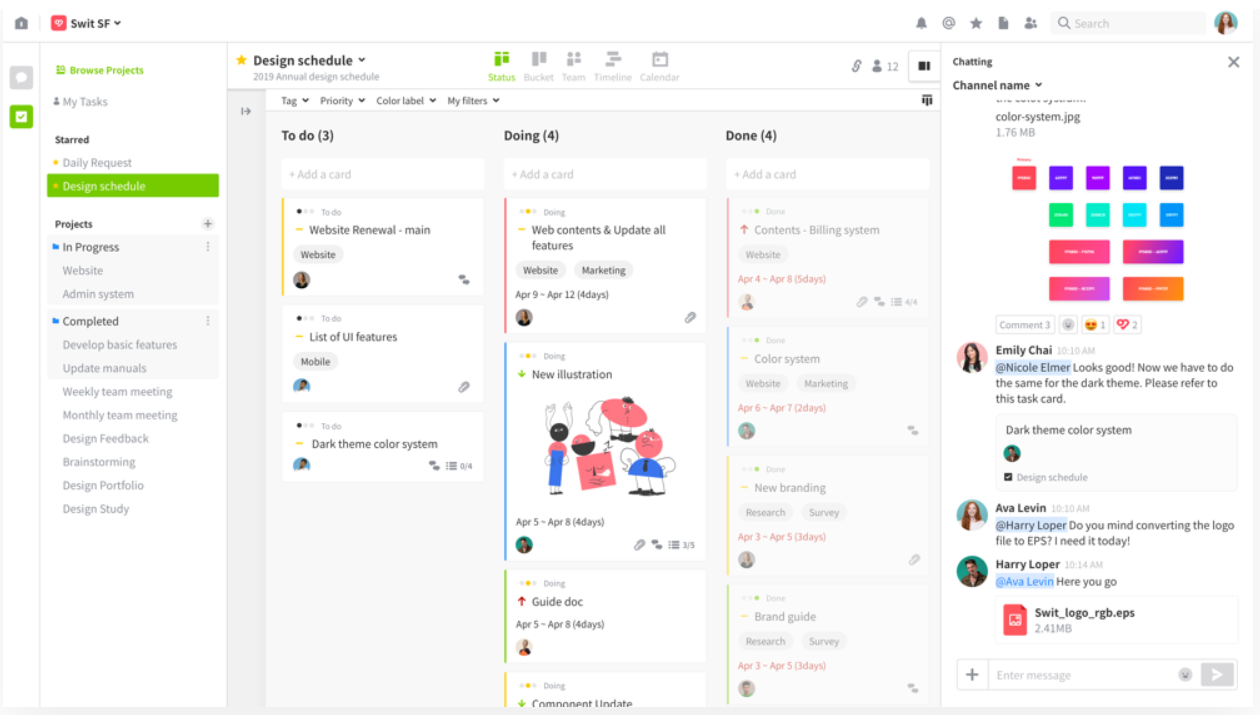 Swit SF
Search
Browse Projects
My Tasks
Starred
Daily Request
Design schedule
Projects
In Progress
Website
Admin system
Completed
Develop basic features
Update manuals
Weekly team meeting
Monthly team meeting
Design Feedback
Brainstorming
Design Portfolio
Design Study
Design schedule
2019 Annual design schedule
Status
Bucket
Team
Timeline
Calendar
12
Tag
Priority
Color label
My filters
To do (3)
+ Add a card
To do
Website Renewal - main
Website
To do
List of UI features
Mobile
To do
Dark theme color system
0/4
Doing (4)
+ Add a card
Doing
Web contents & Update all
features
Website Marketing
Apr 9 ~ Apr 12 (4days)
Doing
New illustration
Apr 5 ~ Apr 8 (4days)
3/5
Doing
Guide doc
Apr 5 ~ Apr 8 (4days)
Doing
Component Update
Done (4)
+ Add a card
Done
Contents - Billing system
Website
Apr 4 ~ Apr 8 (5days)
4/4
Done
Color system
Website Marketing
Apr 6 ~ Apr 7 (2days)
Done
New branding
Research Survey
Apr 3 ~ Apr 5 (3days)
Done
Brand guide
Research Survey
Apr 3 ~ Apr 5 (3days)
Chatting
Channel name
the color system.
color-system.jpg
1.76 MB
Comment 3
1
2
Emily Chai 10:10 AM
@Nicole Elmer Looks good! Now we have to do
the same for the dark theme. Please refer to
this task card.
Dark theme color system
Design schedule
Ava Levin 10:10 AM
@Harry Loper Do you mind converting the logo
file to EPS? I need it today!
Harry Loper 10:14 AM
@Ava Levin Here you go
Swit_logo_rgb.eps
2.41MB
Enter message